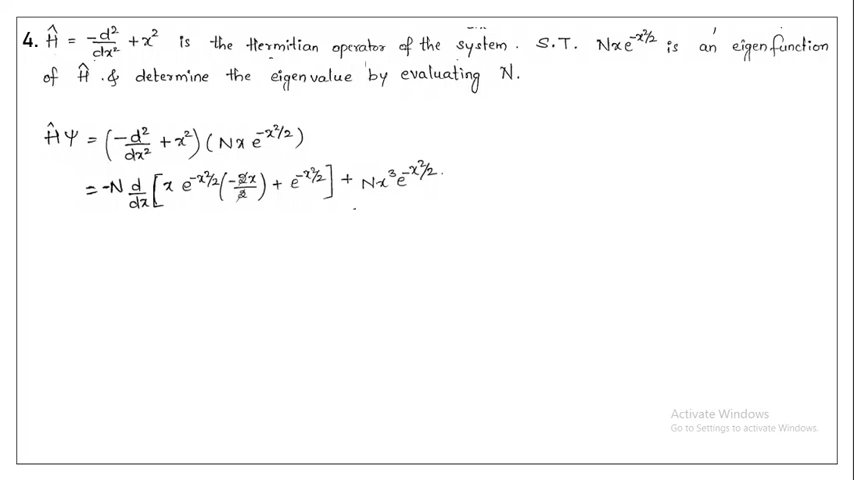 4. Ĥ = -d²/dx² + x² is the Hermitian operator of the system. S.T. Nxe^(-x²/2) is an eigenfunction
of Ĥ. & determine the eigenvalue by evaluating N.
Ĥψ = (-d²/dx² + x²) (Nx e^(-x²/2))
= -N d/dx [x e^(-x²/2) (-2x/2) + e^(-x²/2)] + Nx³e^(-x²/2).
Activate Windows
Go to Settings to activate Windows.